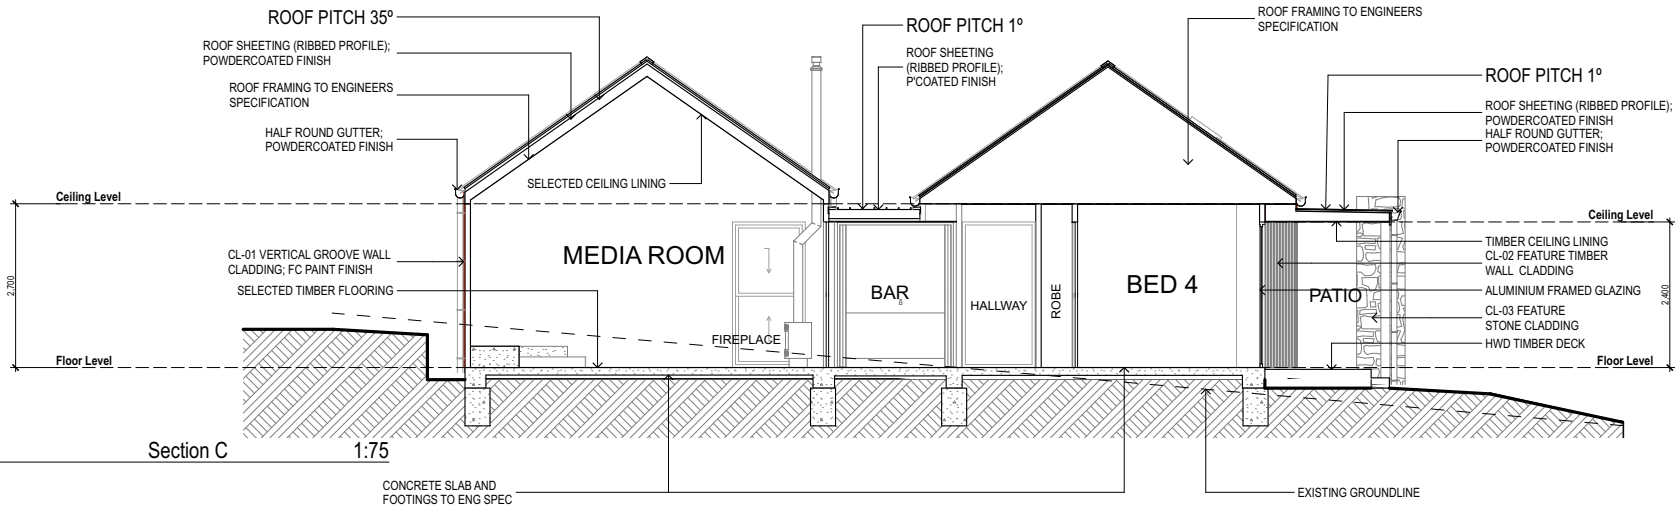 ROOF PITCH 35º
ROOF SHEETING (RIBBED PROFILE);
POWDERCOATED FINISH
ROOF FRAMING TO ENGINEERS
SPECIFICATION
HALF ROUND GUTTER;
POWDERCOATED FINISH
SELECTED CEILING LINING
ROOF PITCH 1º
ROOF SHEETING
(RIBBED PROFILE);
P'COATED FINISH
ROOF FRAMING TO ENGINEERS
SPECIFICATION
ROOF PITCH 1º
ROOF SHEETING (RIBBED PROFILE);
POWDERCOATED FINISH
HALF ROUND GUTTER;
POWDERCOATED FINISH
Ceiling Level
Ceiling Level
2,700
CL-01 VERTICAL GROOVE WALL
CLADDING; FC PAINT FINISH
SELECTED TIMBER FLOORING
MEDIA ROOM
FIREPLACE
BAR
HALLWAY
ROBE
BED 4
PATIO
TIMBER CEILING LINING
CL-02 FEATURE TIMBER
WALL CLADDING
ALUMINIUM FRAMED GLAZING
CL-03 FEATURE
STONE CLADDING
HWD TIMBER DECK
2,400
Floor Level
Floor Level
Section C 1:75
CONCRETE SLAB AND
FOOTINGS TO ENG SPEC
EXISTING GROUNDLINE